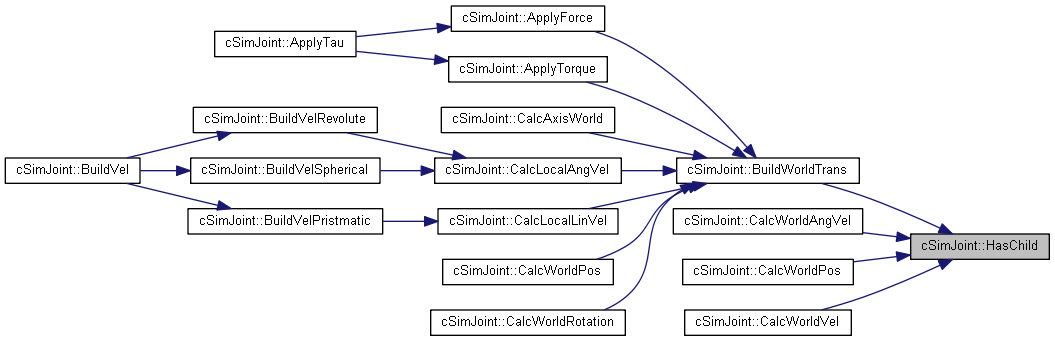 cSimJoint::ApplyForce
cSimJoint::ApplyTau
cSimJoint::ApplyTorque
cSimJoint::BuildVelRevolute
cSimJoint::CalcAxisWorld
cSimJoint::BuildVel
cSimJoint::BuildVelSpherical
cSimJoint::CalcLocalAngVel
cSimJoint::BuildWorldTrans
cSimJoint::BuildVelPristmatic
cSimJoint::CalcLocalLinVel
cSimJoint::CalcWorldAngVel
cSimJoint::HasChild
cSimJoint::CalcWorldPos
cSimJoint::CalcWorldPos
cSimJoint::CalcWorldRotation
cSimJoint::CalcWorldVel